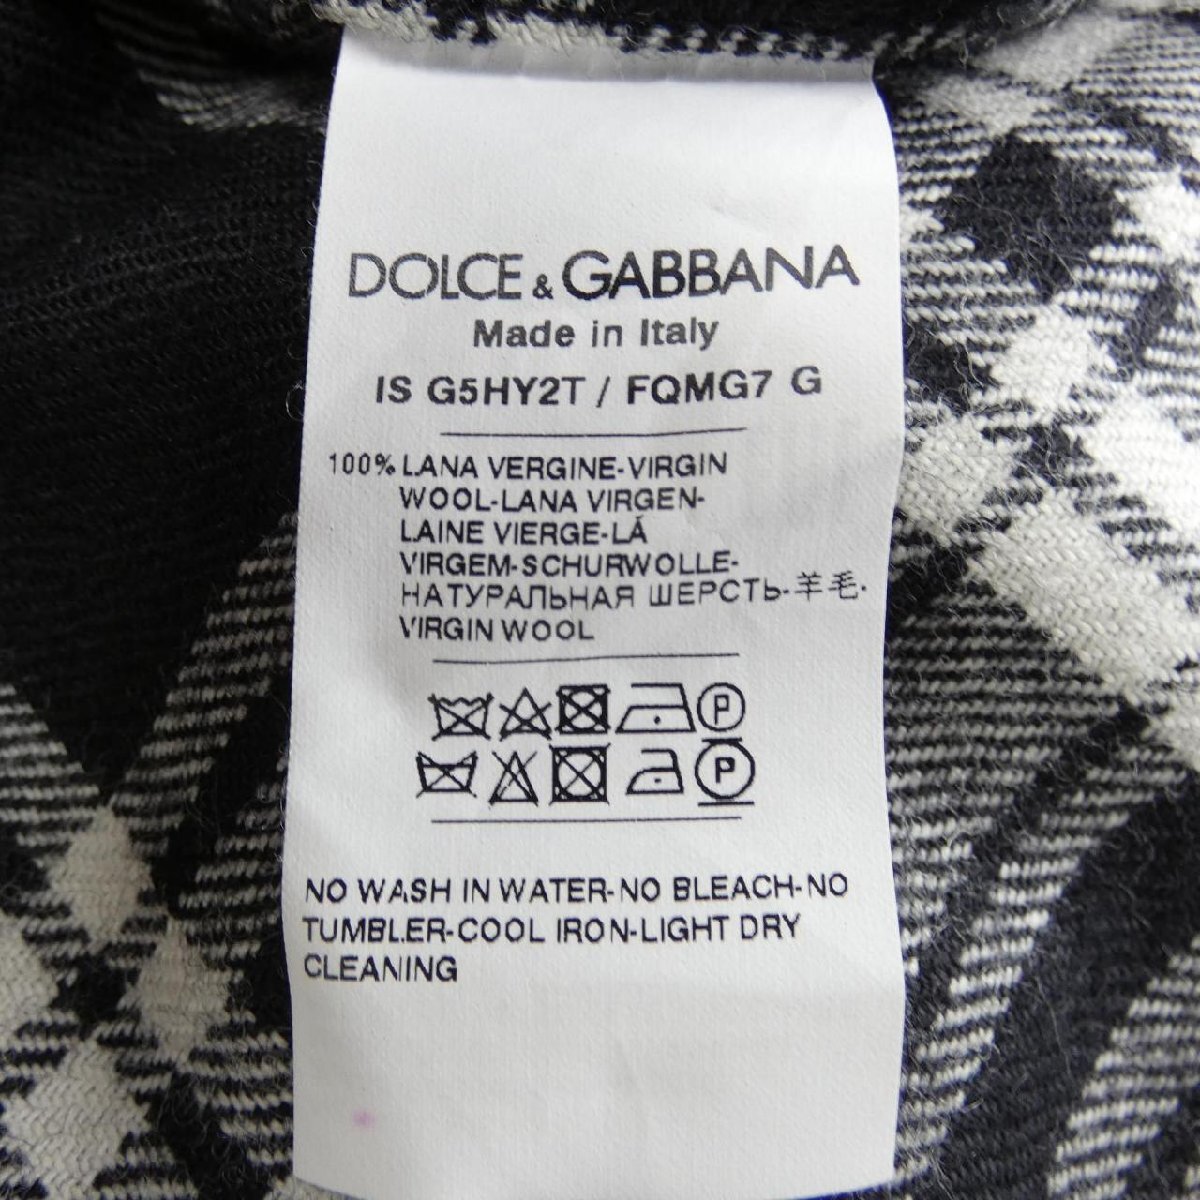 DOLCE & GABBANA
Made in Italy
IS G5HY2T / FQMG7 G
100% LANA VERGINE-VIRGIN
WOOL-LANA VIRGEN-
LAINE VIERGE-LÁ
VIRGEM-SCHURWOLLE-
НАТУРАЛЬНАЯ ШЕРСТЬ-羊毛-
VIRGIN WOOL
P
P
NO WASH IN WATER-NO BLEACH-NO
TUMBLER-COOL IRON-LIGHT DRY
CLEANING